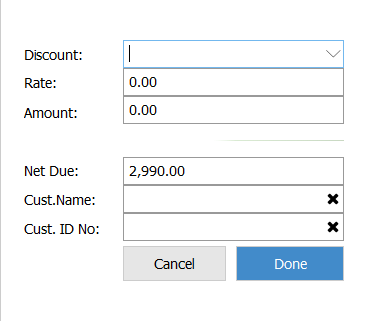 Discount:
Rate: 0.00
Amount: 0.00
Net Due: 2,990.00
Cust.Name:
Cust. ID No:
Cancel Done